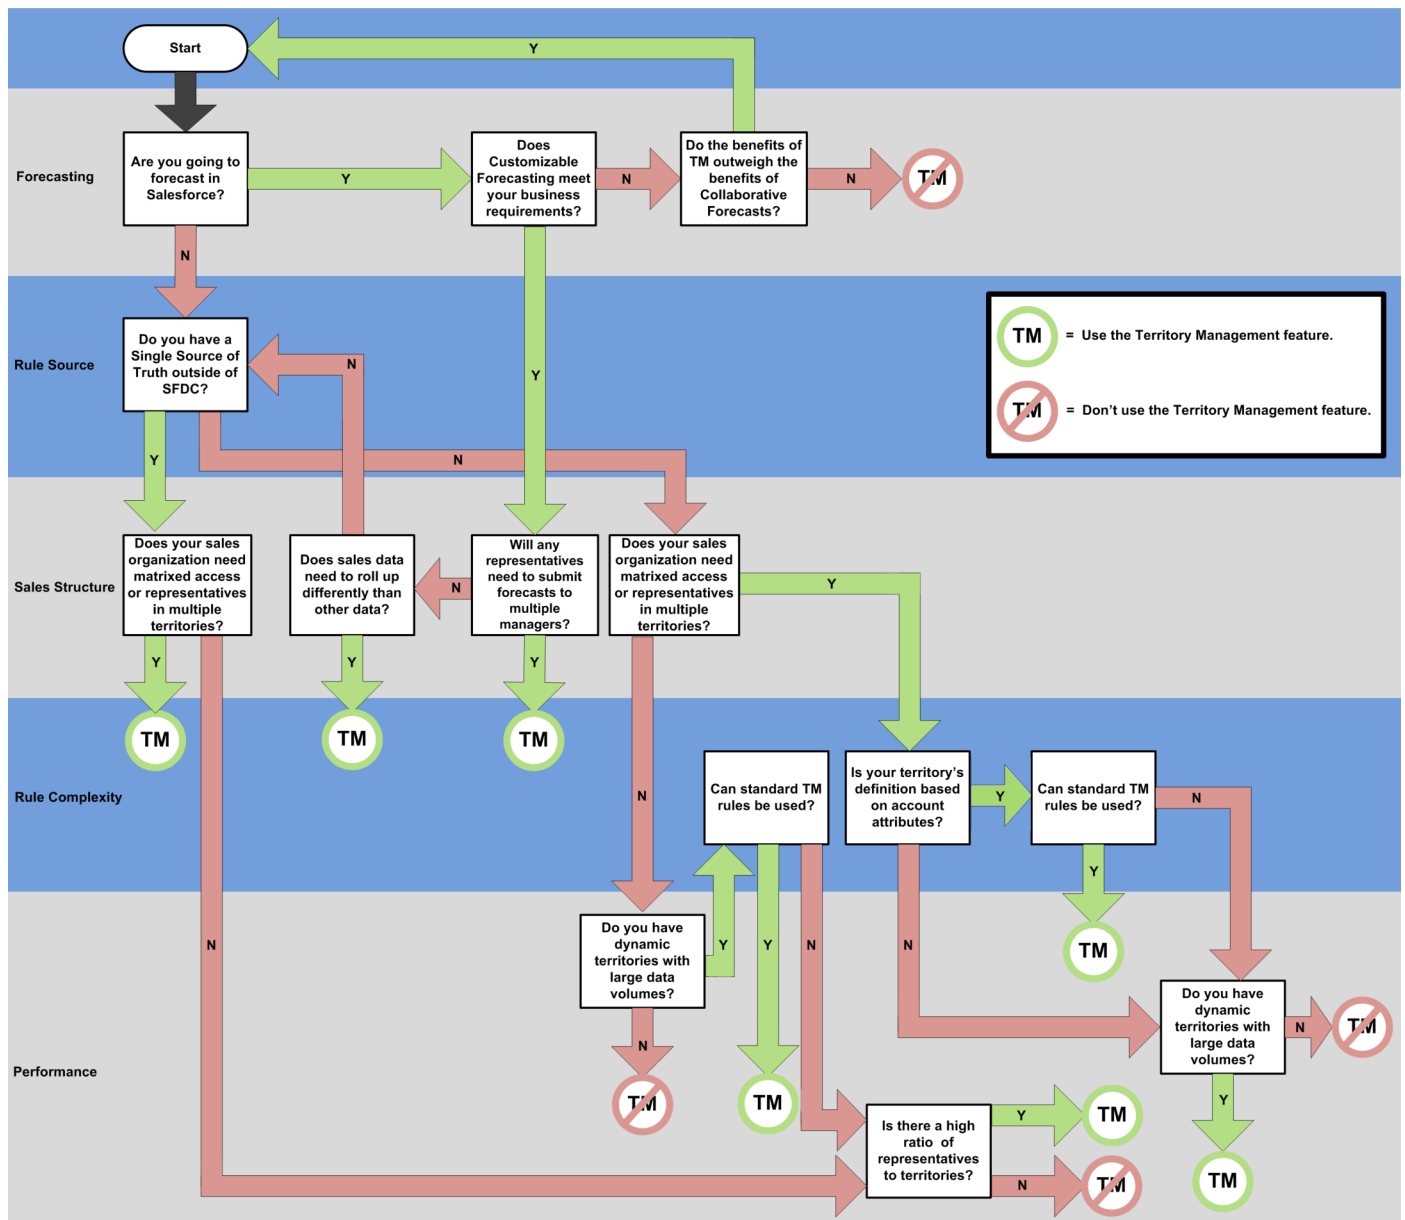 Start
Y
Forecasting
Are you going to
forecast in
Salesforce?
Y
Does
Customizable
Forecasting meet
your business
requirements?
N
Do the benefits of
TM outweigh the
benefits of
Collaborative
Forecasts?
N
TM
N
Rule Source
Do you have a
Single Source of
Truth outside of
SFDC?
N
Y
TM
= Use the Territory Management feature.
TM
= Don't use the Territory Management feature.
Y
N
Sales Structure
Does your sales
organization need
matrixed access
or representatives
in multiple
territories?
Does sales data
need to roll up
differently than
other data?
N
Will any
representatives
need to submit
forecasts to
multiple
managers?
Does your sales
organization need
matrixed access
or representatives
in multiple
territories?
Y
Y
Y
Y
TM
TM
TM
Rule Complexity
N
Can standard TM
rules be used?
Is your territory's
definition based
on account
attributes?
Y
Can standard TM
rules be used?
N
Y
N
Do you have
dynamic
territories with
large data
volumes?
Y
Y
N
N
TM
Performance
N
TM
TM
Do you have
dynamic
territories with
large data
volumes?
N
TM
Y
TM
Is there a high
ratio of
representatives
to territories?
Y
TM
N
TM